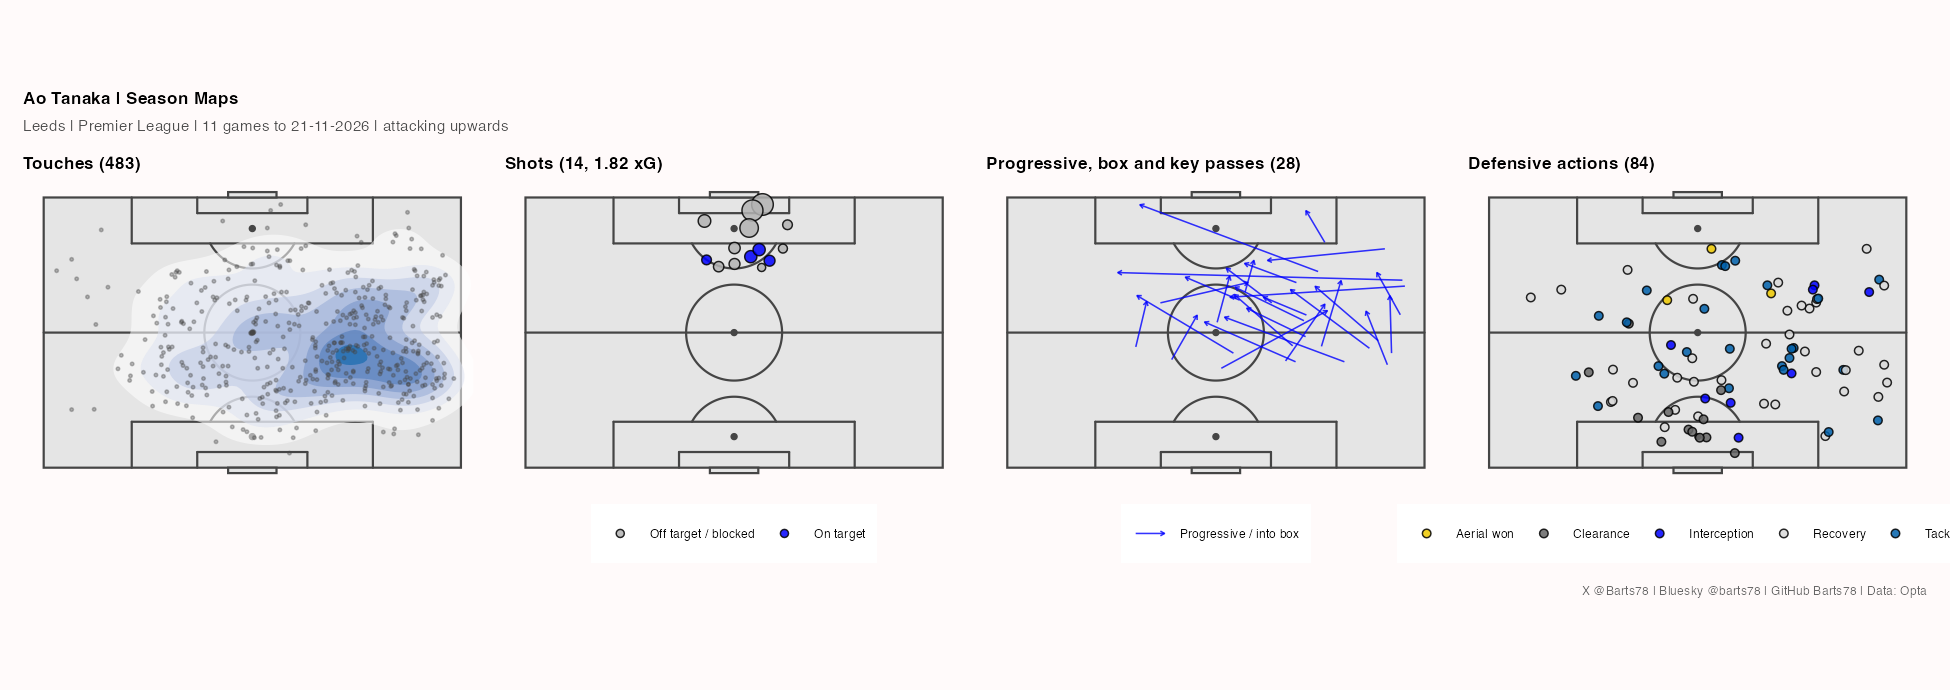 Ao Tanaka | Season Maps
Leeds | Premier League | 11 games to 21-11-2026 | attacking upwards
Touches (483)
Shots (14, 1.82 xG)
Progressive, box and key passes (28)
Defensive actions (84)
Off target / blocked
On target
Progressive / into box
Aerial won
Clearance
Interception
Recovery
Tack
X @Barts78 | Bluesky @barts78 | GitHub Barts78 | Data: Opta